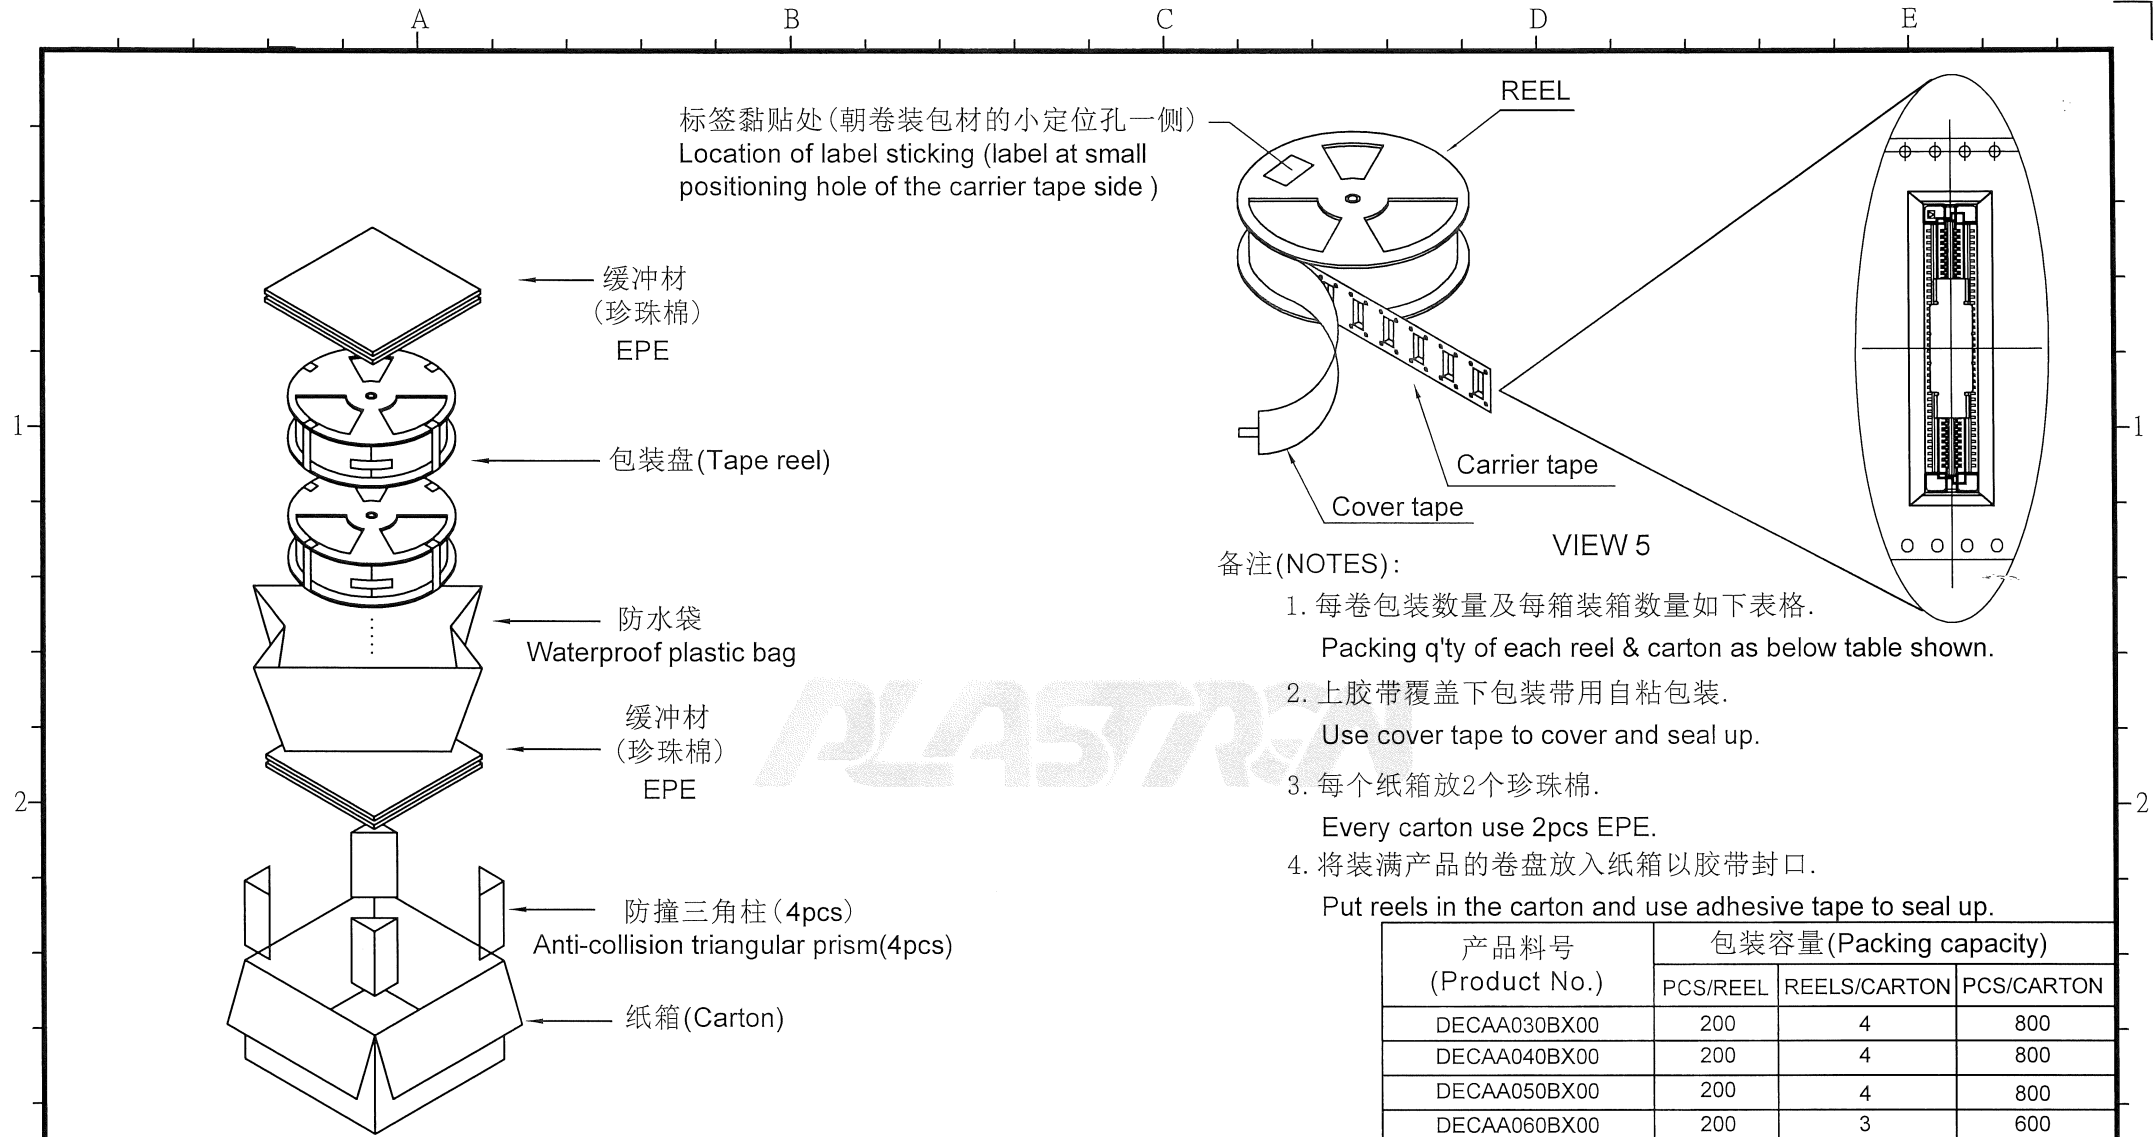 A B C D E
REEL
标签黏贴处(朝卷装包材的小定位孔一侧)
Location of label sticking (label at small
positioning hole of the carrier tape side )
缓冲材
(珍珠棉)
EPE
1
1
包装盘(Tape reel)
Carrier tape
Cover tape
VIEW 5
备注(NOTES):
1. 每卷包装数量及每箱装箱数量如下表格.
Packing q'ty of each reel & carton as below table shown.
防水袋
Waterproof plastic bag
2. 上胶带覆盖下包装带用自粘包装.
Use cover tape to cover and seal up.
缓冲材
(珍珠棉)
EPE
PLASTRON
3. 每个纸箱放2个珍珠棉.
Every carton use 2pcs EPE.
2
2
4. 将装满产品的卷盘放入纸箱以胶带封口.
Put reels in the carton and use adhesive tape to seal up.
防撞三角柱(4pcs)
Anti-collision triangular prism(4pcs)
纸箱(Carton)
产品料号 包装容量(Packing capacity)
(Product No.) PCS/REEL REELS/CARTON PCS/CARTON
DECAA030BX00 200 4 800
DECAA040BX00 200 4 800
DECAA050BX00 200 4 800
DECAA060BX00 200 3 600